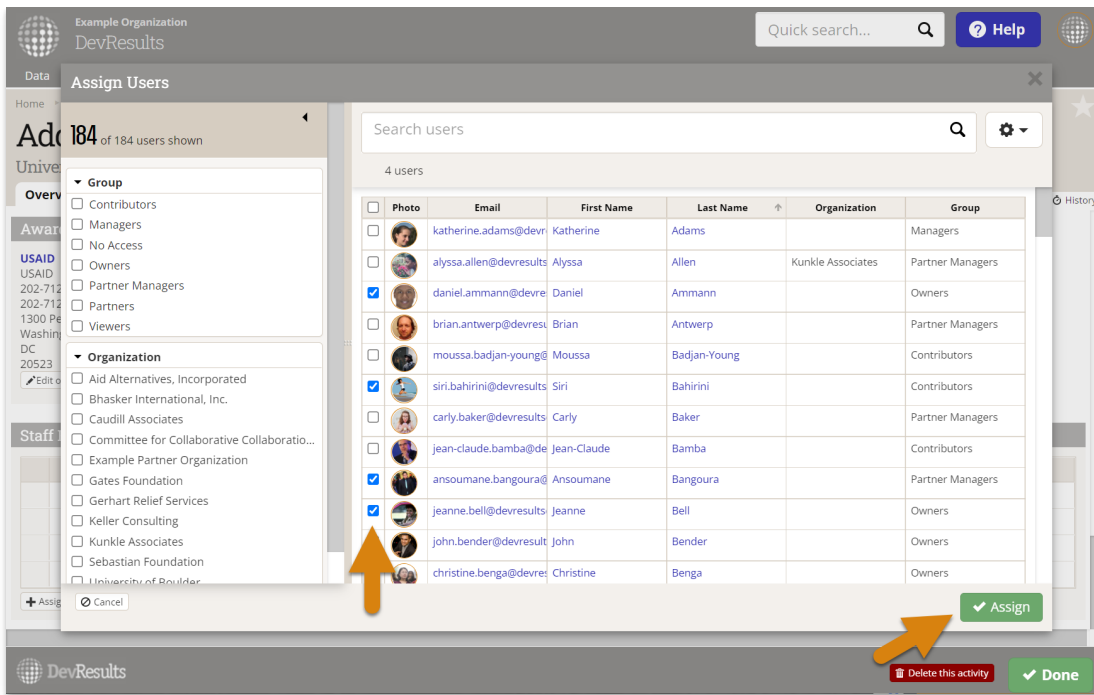 Example Organization
DevResults
Quick search...
Help
Data
Assign Users
Home
184 of 184 users shown
Search users
4 users
Group
Contributors
Managers
No Access
Owners
Partner Managers
Partners
Viewers
Organization
Aid Alternatives, Incorporated
Bhasker International, Inc.
Caudill Associates
Committee for Collaborative Collaboratio...
Example Partner Organization
Gates Foundation
Gerhart Relief Services
Keller Consulting
Kunkle Associates
Sebastian Foundation
University of Boulder
Photo Email First Name Last Name Organization Group
katherine.adams@devr Katherine Adams Managers
alyssa.allen@devresults Alyssa Allen Kunkle Associates Partner Managers
daniel.ammann@devre Daniel Ammann Owners
brian.antwerp@devresu Brian Antwerp Partner Managers
moussa.badjan-young@ Moussa Badjan-Young Contributors
siri.bahirini@devresults Siri Bahirini Contributors
carly.baker@devresults Carly Baker Partner Managers
jean-claude.bamba@de Jean-Claude Bamba Contributors
ansoumane.bangoura@ Ansoumane Bangoura Partner Managers
jeanne.bell@devresults Jeanne Bell Owners
john.bender@devresult John Bender Owners
christine.benga@devres Christine Benga Owners
Cancel
Assign
History
Add
Unive
Overv
Awar
USAID
USAID
202-712
202-712
1300 Pe
Washin
DC
20523
Edit o
Staff
Assig
DevResults
Delete this activity
Done